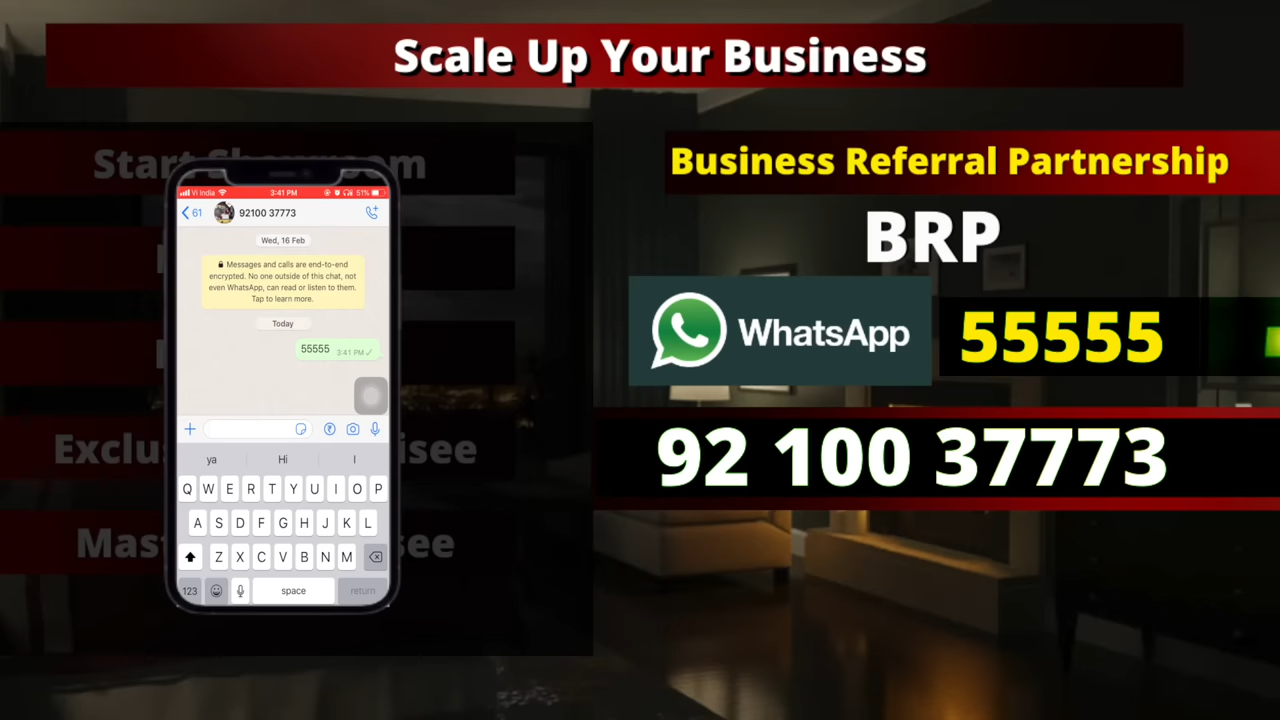 Scale Up Your Business
Start Showroom
Business Referral Partnership
BRP
WhatsApp 55555
92 100 37773
Vi India 3:41 PM 51%
61 92100 37773
Wed, 16 Feb
Messages and calls are end-to-end
encrypted. No one outside of this chat, not
even WhatsApp, can read or listen to them.
Tap to learn more.
Today
55555 3:41 PM
ya Hi I
Q W E R T Y U I O P
A S D F G H J K L
Z X C V B N M
123 space return